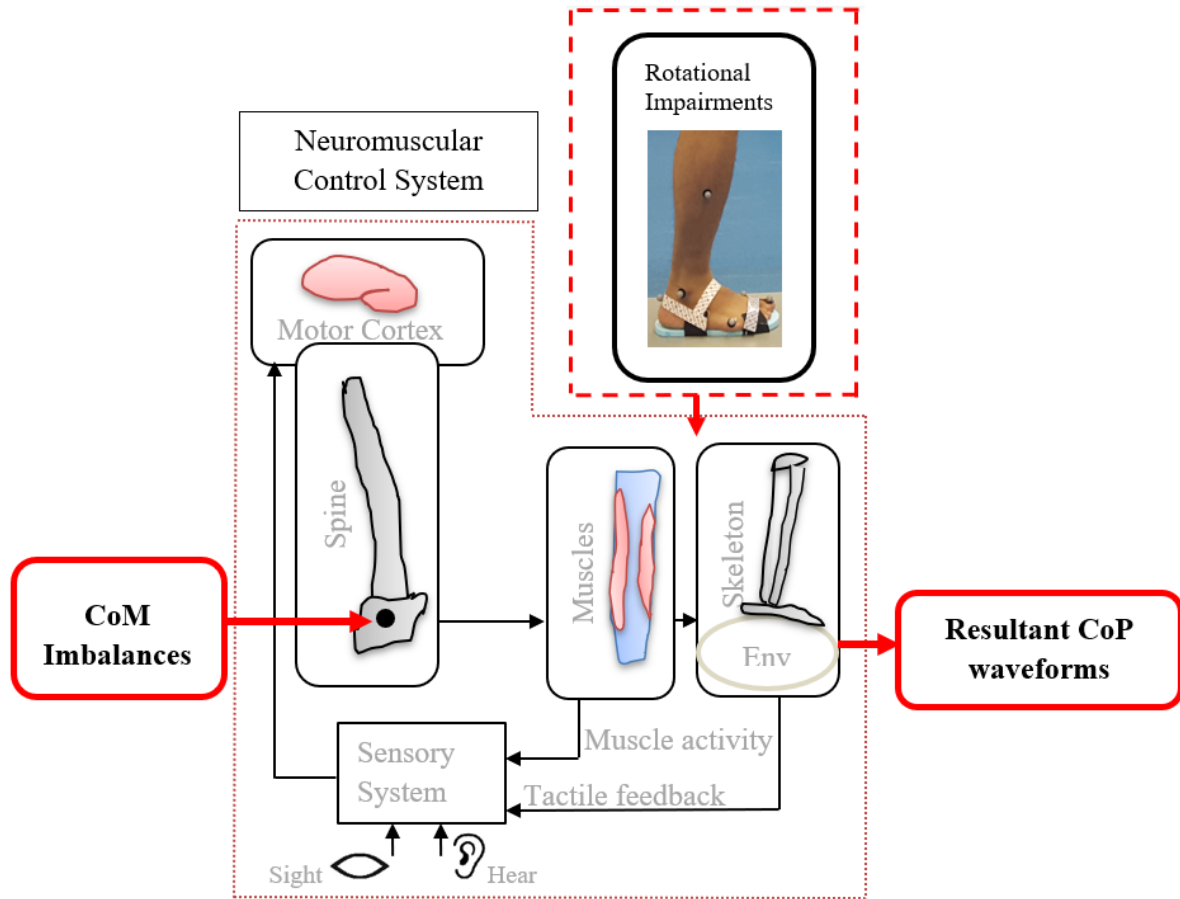 Rotational
Impairments
Neuromuscular
Control System
Motor Cortex
Spine
Muscles
Skeleton
Env
CoM
Imbalances
Resultant CoP
waveforms
Muscle activity
Sensory
System
Tactile feedback
Sight
Hear